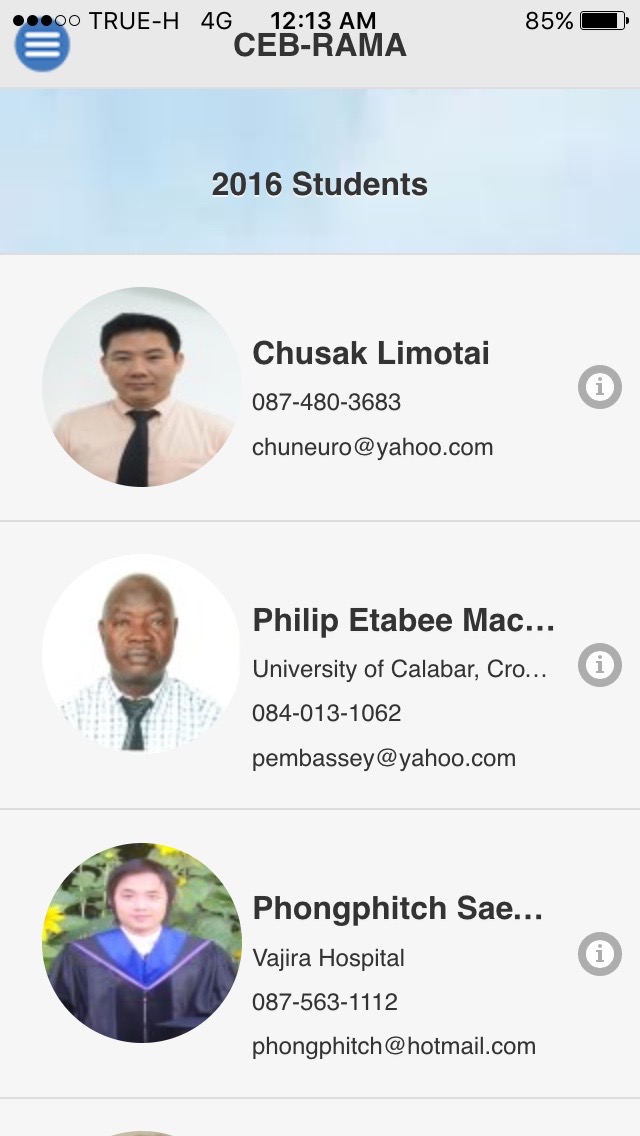 TRUE-H 4G 12:13 AM 85%
CEB-RAMA
2016 Students
Chusak Limotai
087-480-3683
chuneuro@yahoo.com
Philip Etabee Mac...
University of Calabar, Cro...
084-013-1062
pembassey@yahoo.com
Phongphitch Sae...
Vajira Hospital
087-563-1112
phongphitch@hotmail.com